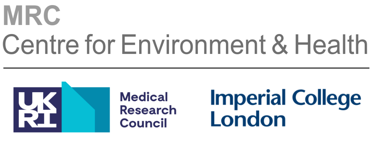 MRC
Centre for Environment & Health
UK
RI
Medical
Research
Council
Imperial College
London